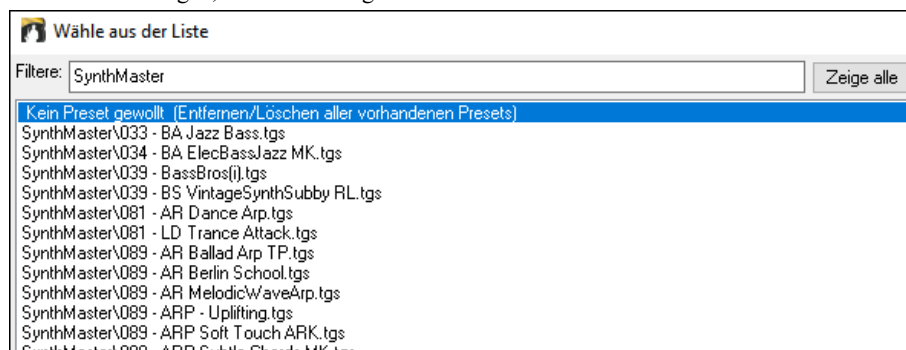 Wähle aus der Liste
Filtere: SynthMaster Zeige alle
Kein Preset gewollt (Entfernen/Löschen aller vorhandenen Presets)
SynthMaster\033 - BA Jazz Bass.tgs
SynthMaster\034 - BA ElecBassJazz MK.tgs
SynthMaster\039 - BassBros(i).tgs
SynthMaster\039 - BS VintageSynthSubby RL.tgs
SynthMaster\081 - AR Dance Arp.tgs
SynthMaster\081 - LD Trance Attack.tgs
SynthMaster\089 - AR Ballad Arp TP.tgs
SynthMaster\089 - AR Berlin School.tgs
SynthMaster\089 - AR MelodicWaveArp.tgs
SynthMaster\089 - ARP - Uplifting.tgs
SynthMaster\089 - ARP Soft Touch ARK.tgs